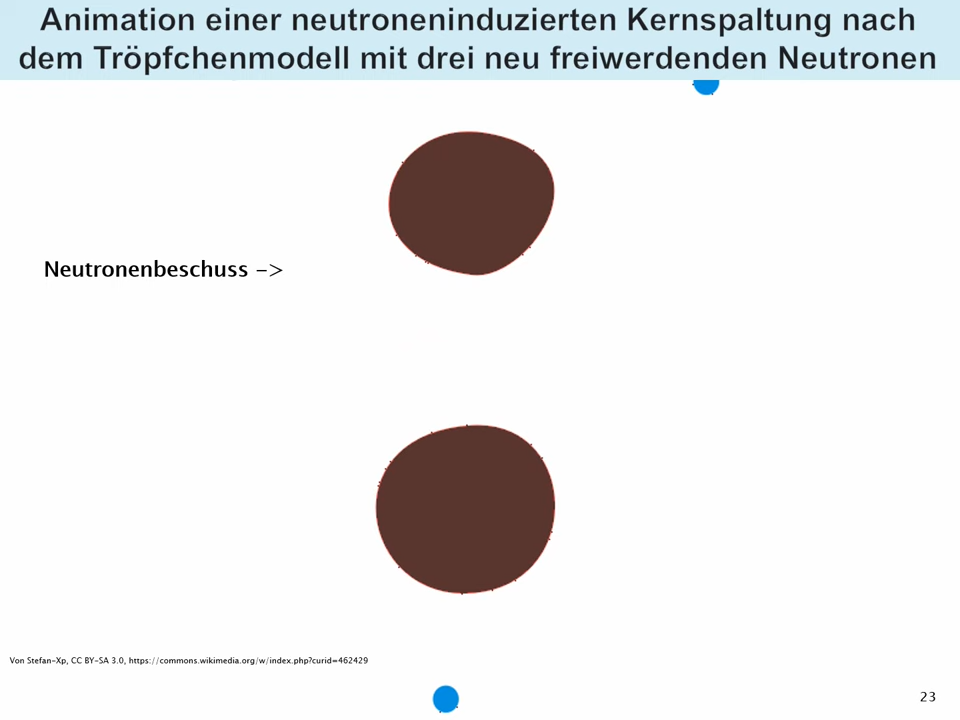 Animation einer neutroneninduzierten Kernspaltung nach
dem Tröpfchenmodell mit drei neu freiwerdenden Neutronen
Neutronenbeschuss –>
Von Stefan-Xp, CC BY-SA 3.0, https://commons.wikimedia.org/w/index.php?curid=462429
23